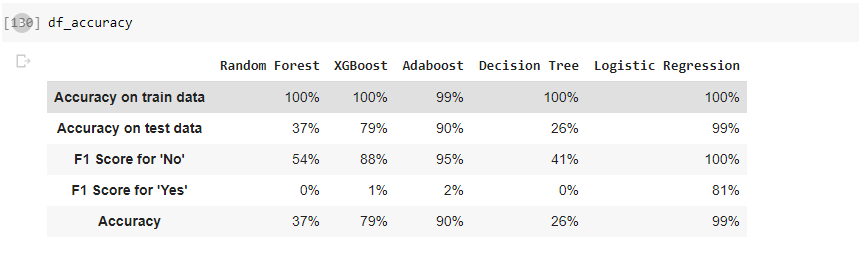 [130] df_accuracy
Random Forest XGBoost Adaboost Decision Tree Logistic Regression
Accuracy on train data 100% 100% 99% 100% 100%
Accuracy on test data 37% 79% 90% 26% 99%
F1 Score for 'No' 54% 88% 95% 41% 100%
F1 Score for 'Yes' 0% 1% 2% 0% 81%
Accuracy 37% 79% 90% 26% 99%